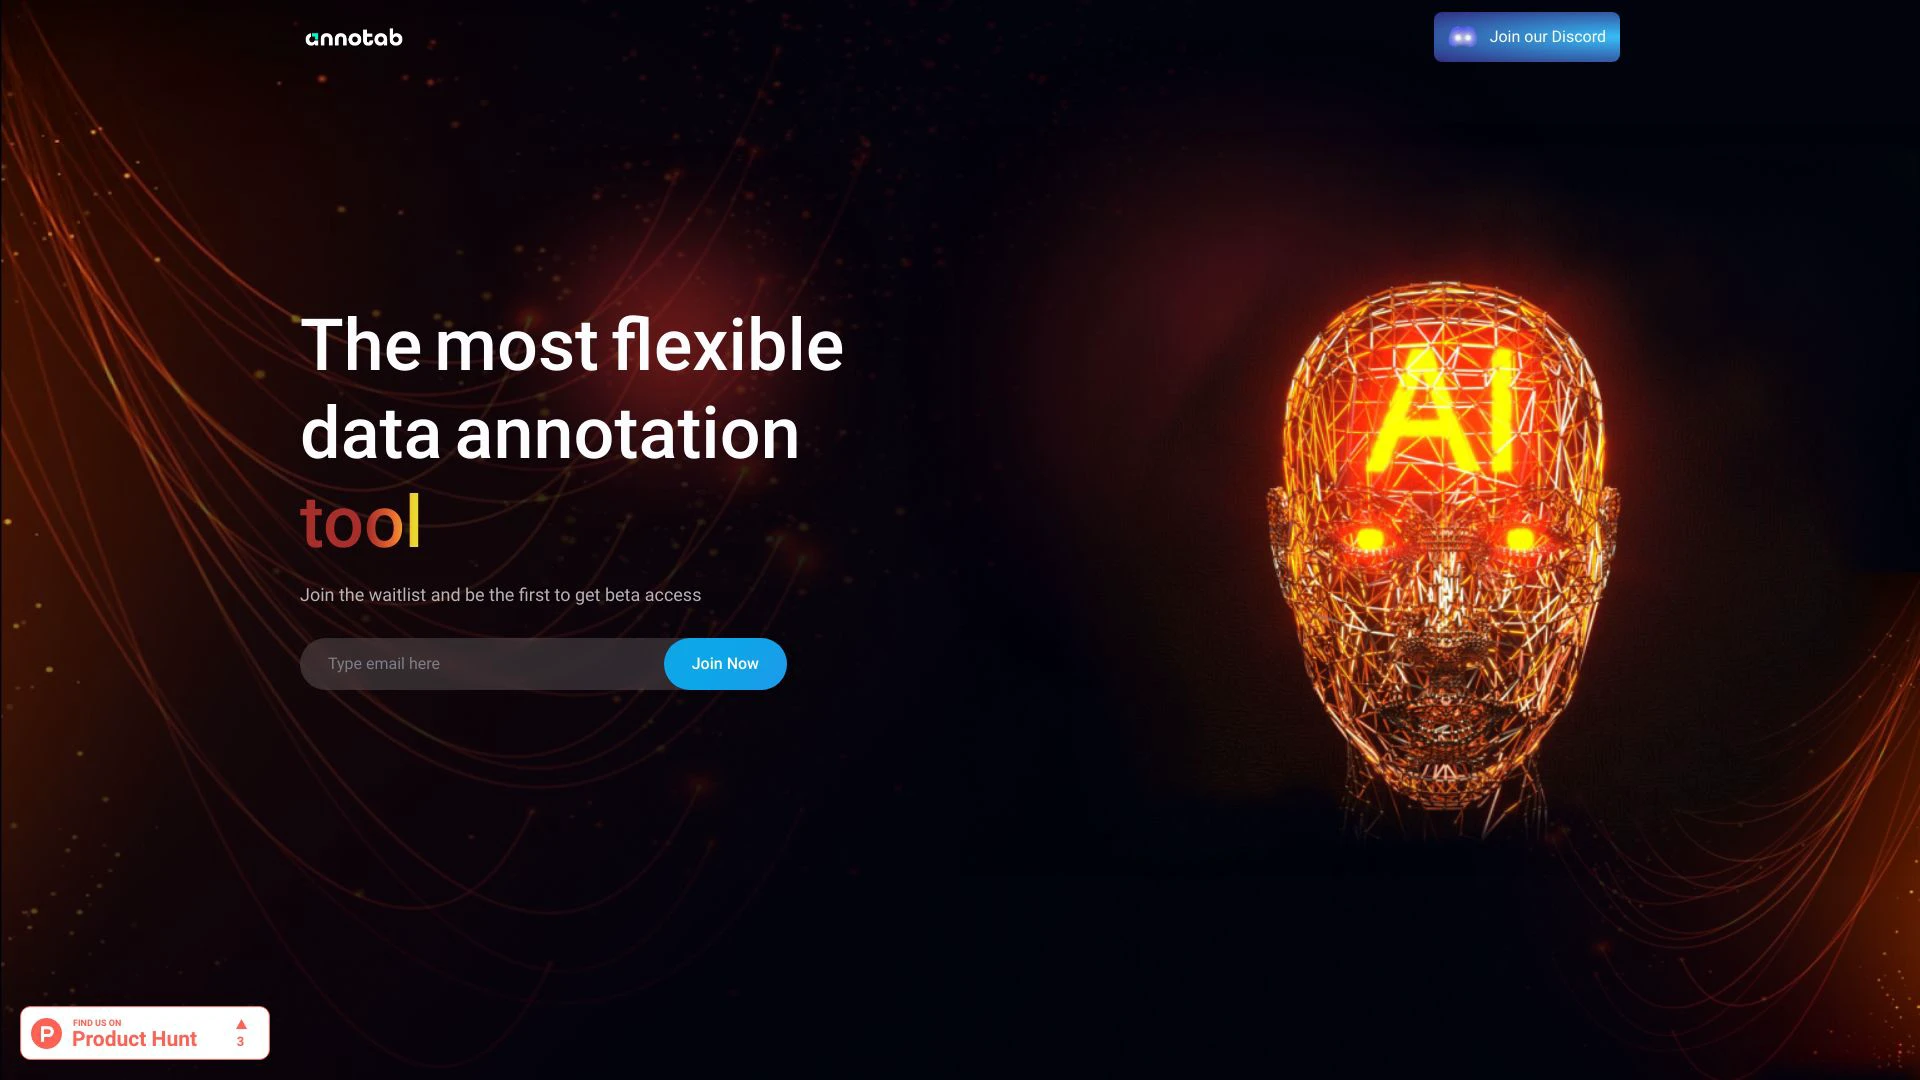 annotab
Join our Discord
The most flexible
data annotation
tool
AI
Join the waitlist and be the first to get beta access
Type email here
Join Now
P
FIND US ON
Product Hunt
▲
3